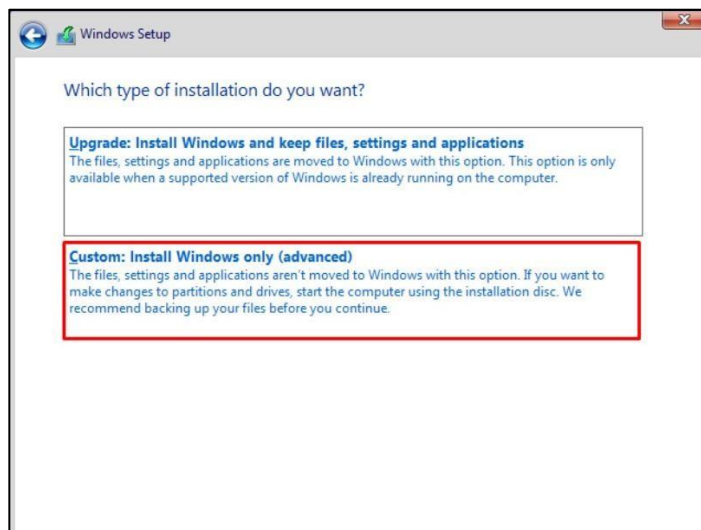 Windows Setup
Which type of installation do you want?
Upgrade: Install Windows and keep files, settings and applications
The files, settings and applications are moved to Windows with this option. This option is only
available when a supported version of Windows is already running on the computer.
Custom: Install Windows only (advanced)
The files, settings and applications aren't moved to Windows with this option. If you want to
make changes to partitions and drives, start the computer using the installation disc. We
recommend backing up your files before you continue.